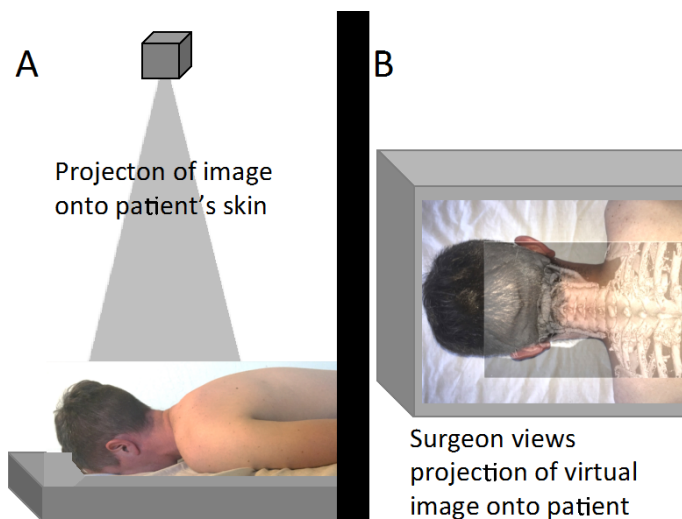 A
Projecton of image
onto patient's skin
B
Surgeon views
projection of virtual
image onto patient